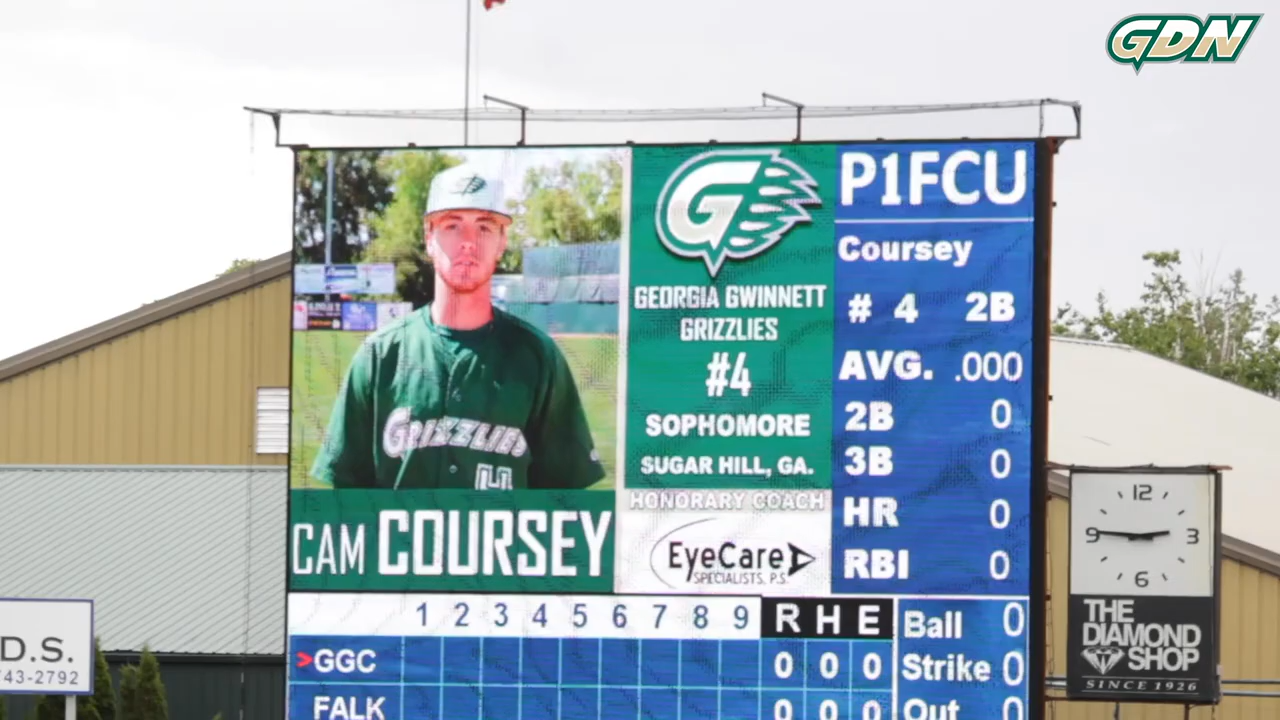 GDN
P1FCU
GEORGIA GWINNETT
GRIZZLIES
#4
SOPHOMORE
SUGAR HILL, GA.
HONORARY COACH
EyeCare
SPECIALISTS, P.S.
GRIZZLIES
CAM COURSEY
Coursey
# 4 2B
AVG. .000
2B 0
3B 0
HR 0
RBI 0
1 2 3 4 5 6 7 8 9 R H E
>GGC 0 0 0
FALK 0 0 0
Ball 0
Strike 0
Out 0
12
9 3
6
THE
DIAMOND
SHOP
SINCE 1926
D.S.
743-2792